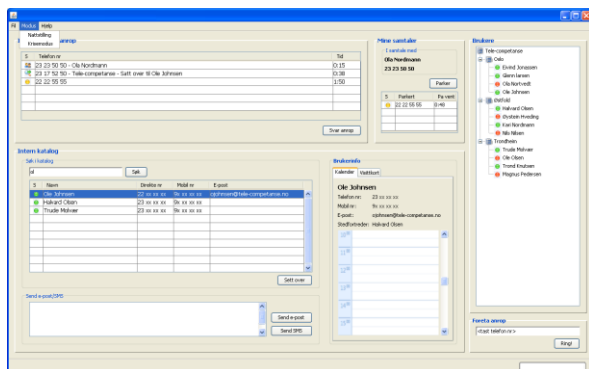 Modus Help
Nattstilling
Krisemodus
anrop
S Telefon nr Tid
23 23 50 50 - Ola Nordmann 0:15
23 17 52 50 - Tele-competanse - Satt over til Ole Johnsen 0:38
22 22 55 55 1:50
Svar anrop
Mine samtaler
I samtale med
Ola Nordmann
23 23 50 50
Parker
S Parkert På vent
22 22 55 55 0:40
Brukere
Tele-competanse
Oslo
Eivind Jonassen
Glenn larsen
Ola Nortvedt
Ole Johnsen
Østfold
Halvard Olsen
Øystein Hveding
Kari Nordmann
Nils Nilsen
Trondheim
Trude Molvær
Ole Olsen
Trond Knutsen
Magnus Pedersen
Intern katalog
Søk i katalog
ol
Søk
S Navn Direkte nr Mobil nr E-post
Ole Johnsen 22 xx xx xx 9x xx xx xx ojohnsen@tele-competanse.no
Halvard Olsen 23 xx xx xx 9x xx xx xx
Trude Molvær 23 xx xx xx 9x xx xx xx
Sett over
Send e-post/SMS
Send e-post
Send SMS
Brukerinfo
Kalender Visittkort
Ole Johnsen
Telefon nr: 23 xx xx xx
Mobil nr: 9x xx xx xx
E-post: ojohnsen@tele-competanse.no
Stedfortreder: Halvard Olsen
Foreta anrop
<tast telefon nr>
Ring!